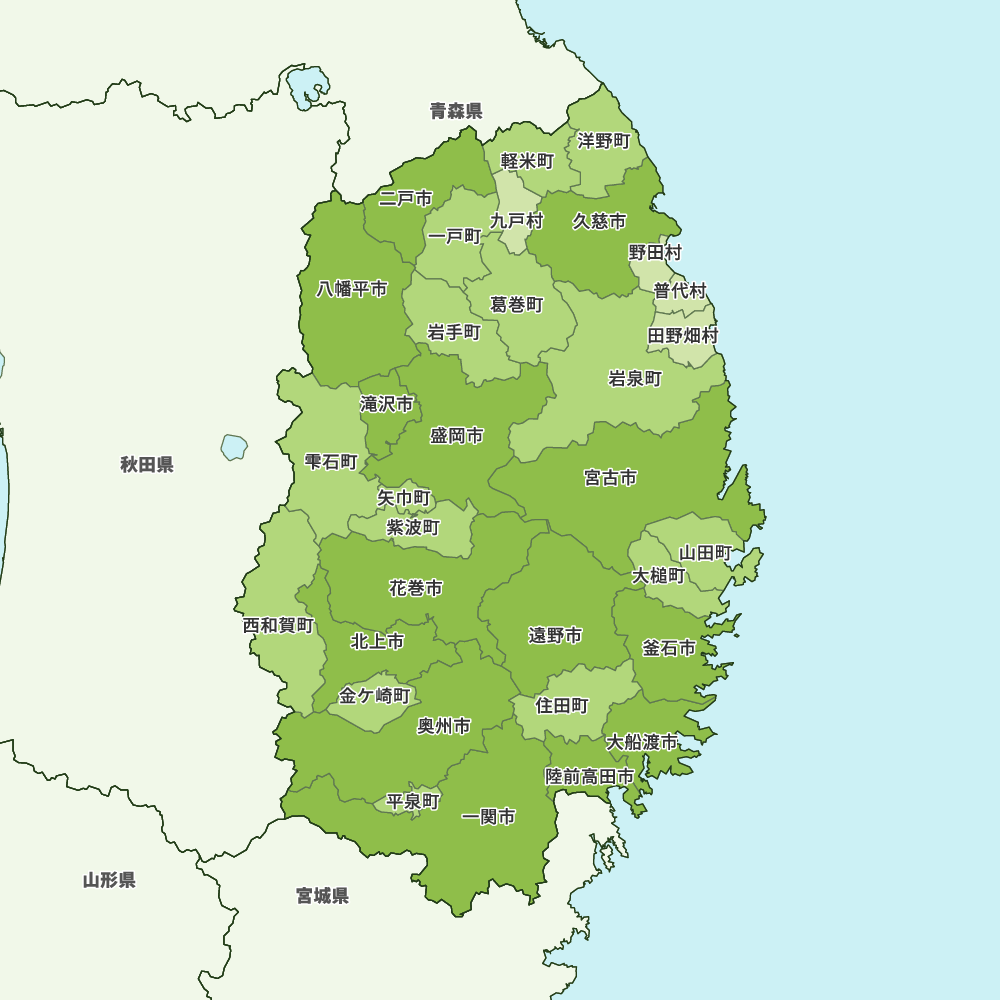 青森県
洋野町
軽米町
二戸市
九戸村
久慈市
一戸町
野田村
八幡平市
普代村
葛巻町
岩手町
田野畑村
岩泉町
滝沢市
盛岡市
雫石町
秋田県
宮古市
矢巾町
紫波町
山田町
大槌町
花巻市
西和賀町
遠野市
北上市
釜石市
金ケ崎町
住田町
奥州市
大船渡市
陸前高田市
平泉町
一関市
山形県
宮城県